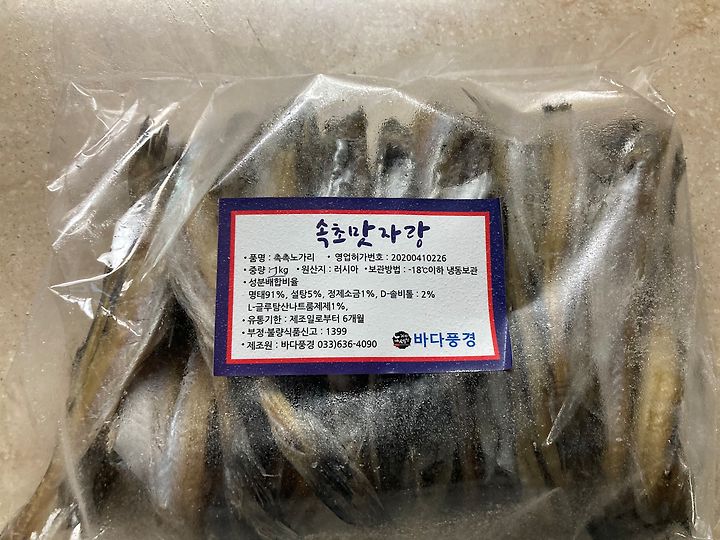 속초맛자랑
• 품명 : 촉촉노가리 • 영업허가번호 : 20200410226
• 중량 : 1kg • 원산지 : 러시아 • 보관방법 : -18℃이하 냉동보관
• 성분배합비율
명태91%, 설탕5%, 정제소금1%, D-솔비톨 : 2%
L-글루탐산나트륨제제1%,
• 유통기한 : 제조일로부터 6개월
• 부정·불량식품신고 : 1399
• 제조원 : 바다풍경 033)636-4090 바다풍경